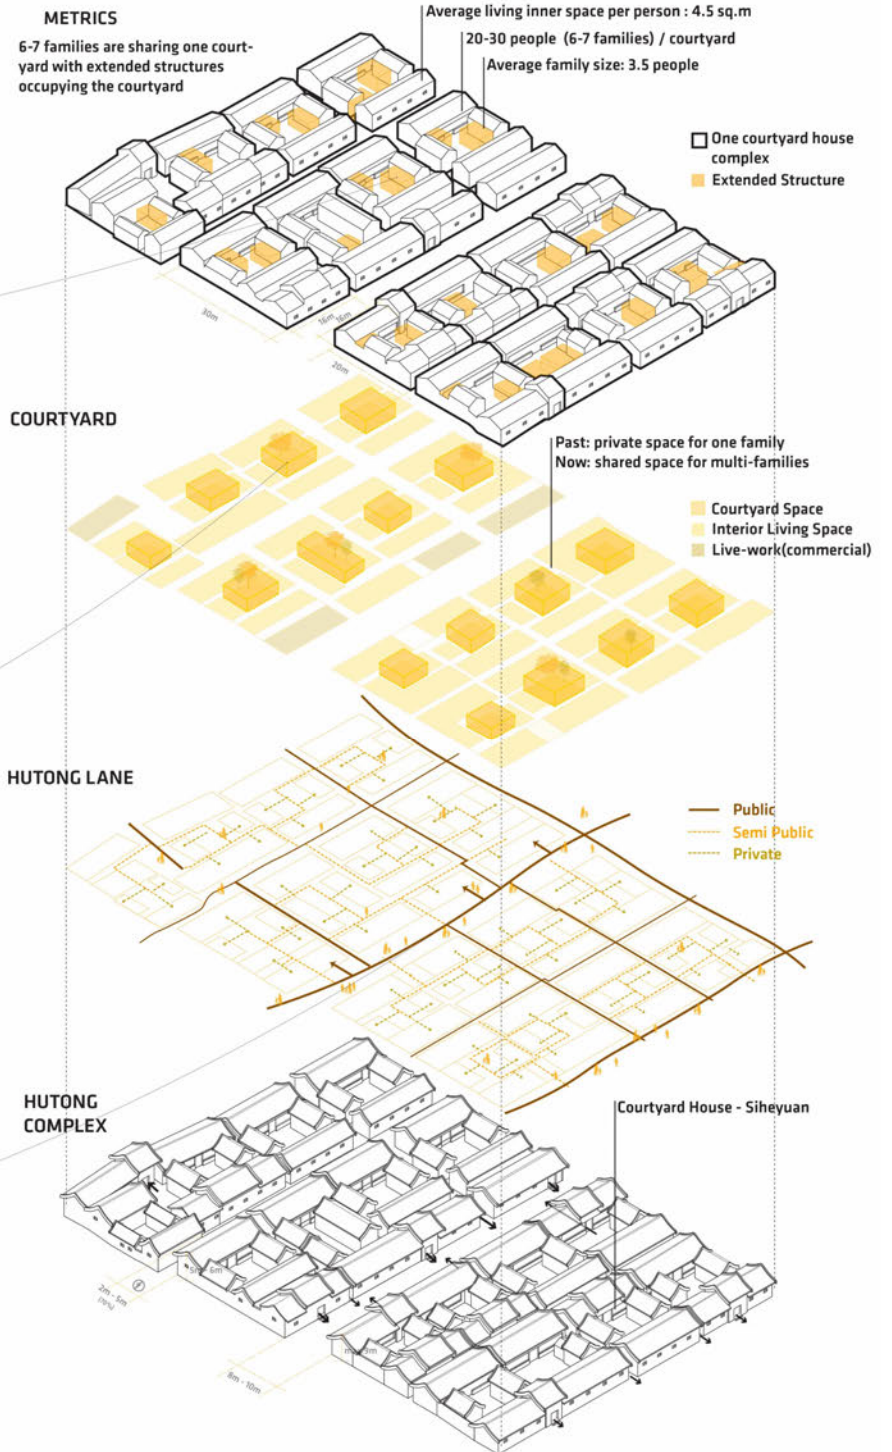 METRICS
6-7 families are sharing one court-
yard with extended structures
occupying the courtyard
Average living inner space per person : 4.5 sq.m
20-30 people (6-7 families) / courtyard
Average family size: 3.5 people
One courtyard house
complex
Extended Structure
30m
16m
16m
20m
COURTYARD
Past: private space for one family
Now: shared space for multi-families
Courtyard Space
Interior Living Space
Live-work(commercial)
HUTONG LANE
Public
Semi Public
Private
HUTONG
COMPLEX
Courtyard House - Siheyuan
2m - 5m
(70%)
8m - 10m